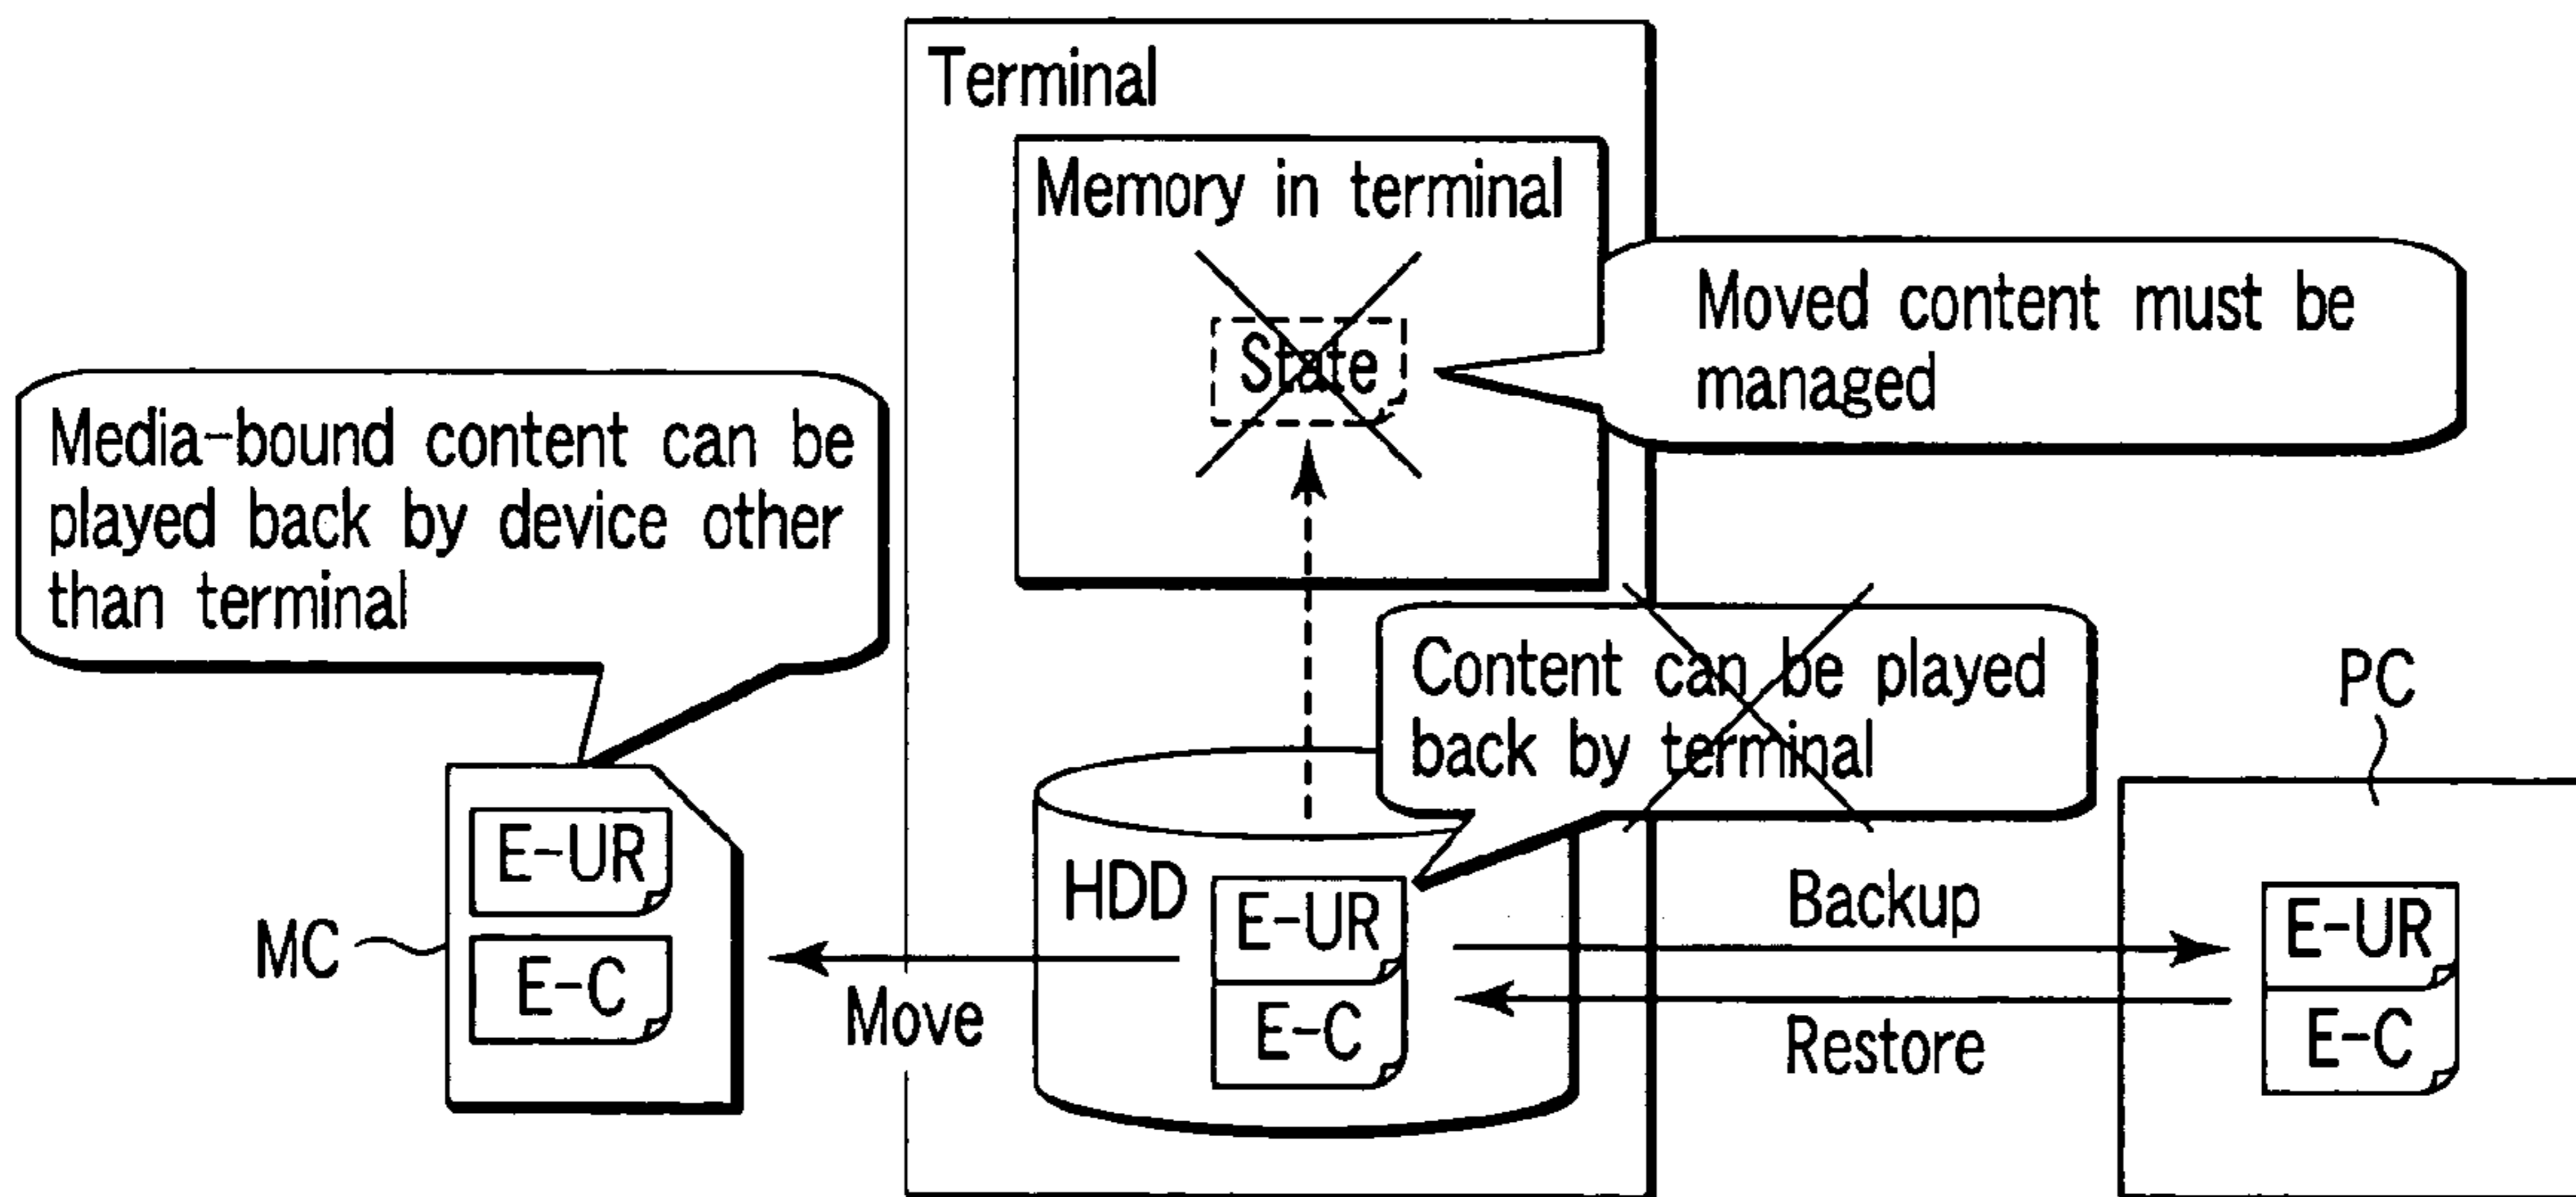 Terminal
Memory in terminal
State
Moved content must be
managed
Media-bound content can be
played back by device other
than terminal
Content can be played
back by terminal
PC
MC
E-UR
E-C
HDD
E-UR
E-C
Move
Backup
Restore
E-UR
E-C